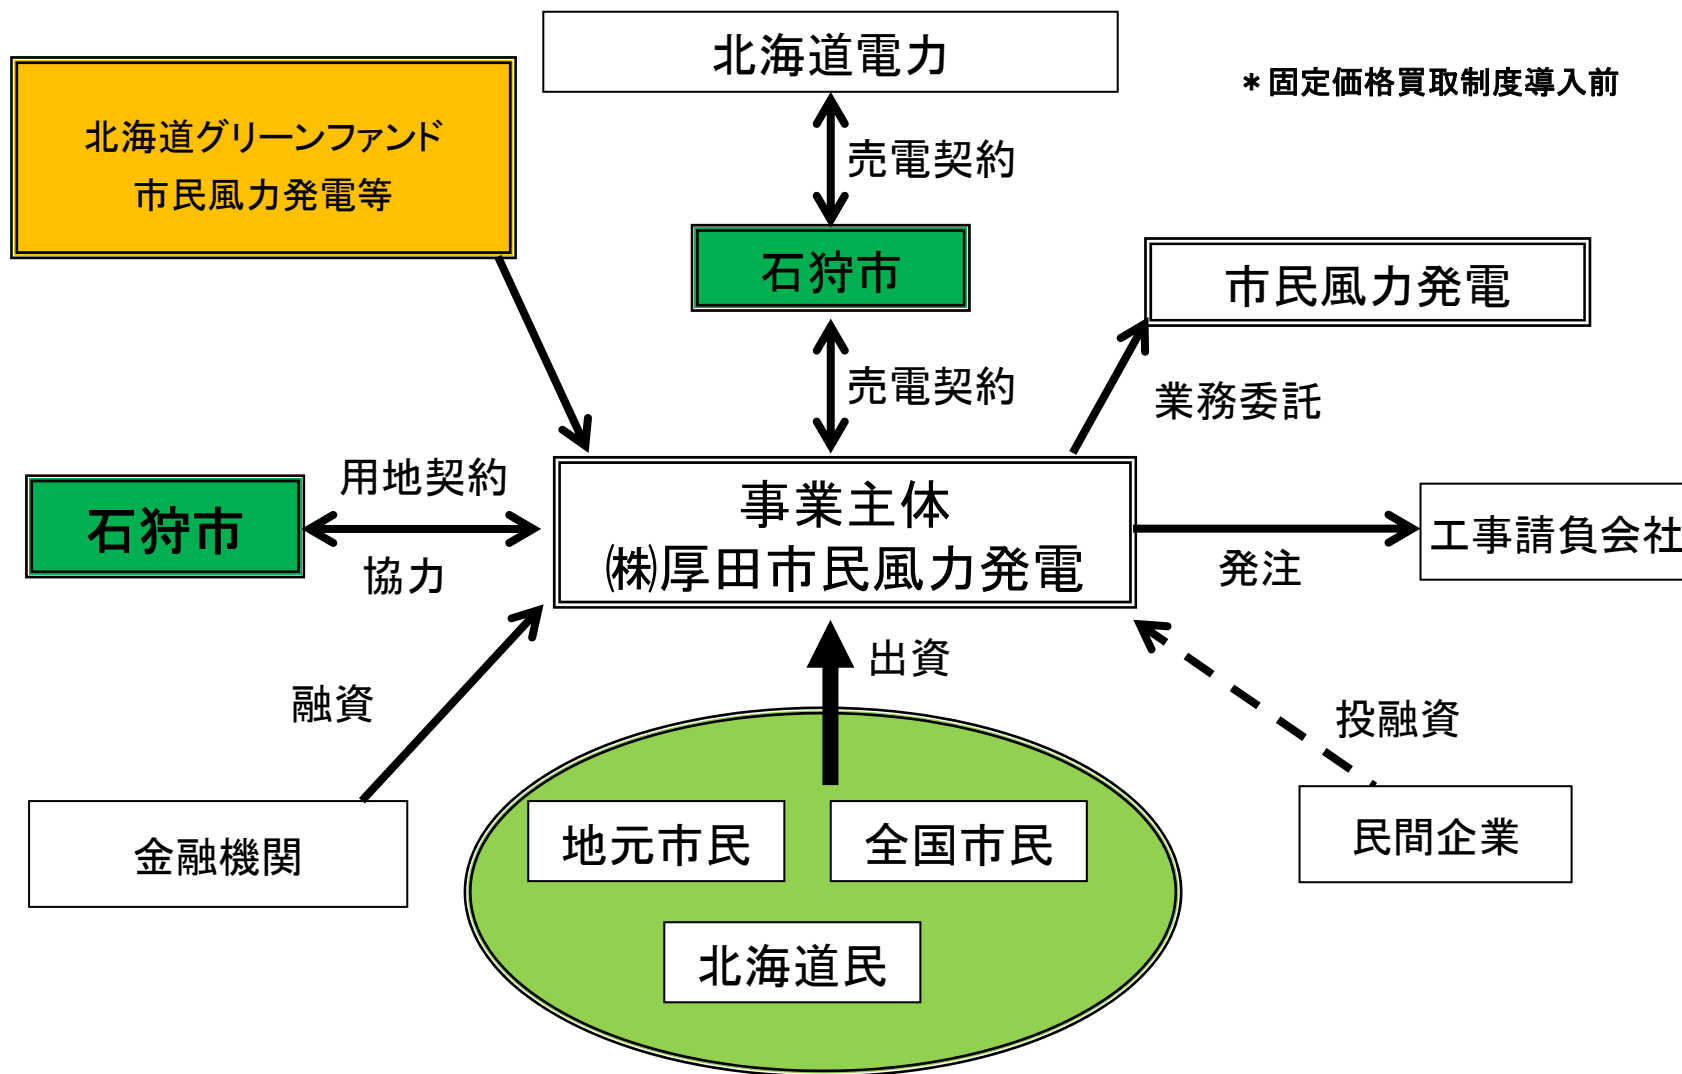 北海道電力
＊固定価格買取制度導入前
北海道グリーンファンド
市民風力発電等
売電契約
石狩市
市民風力発電
売電契約
業務委託
用地契約
石狩市
協力
事業主体
㈱厚田市民風力発電
工事請負会社
発注
出資
融資
投融資
地元市民
全国市民
民間企業
金融機関
北海道民